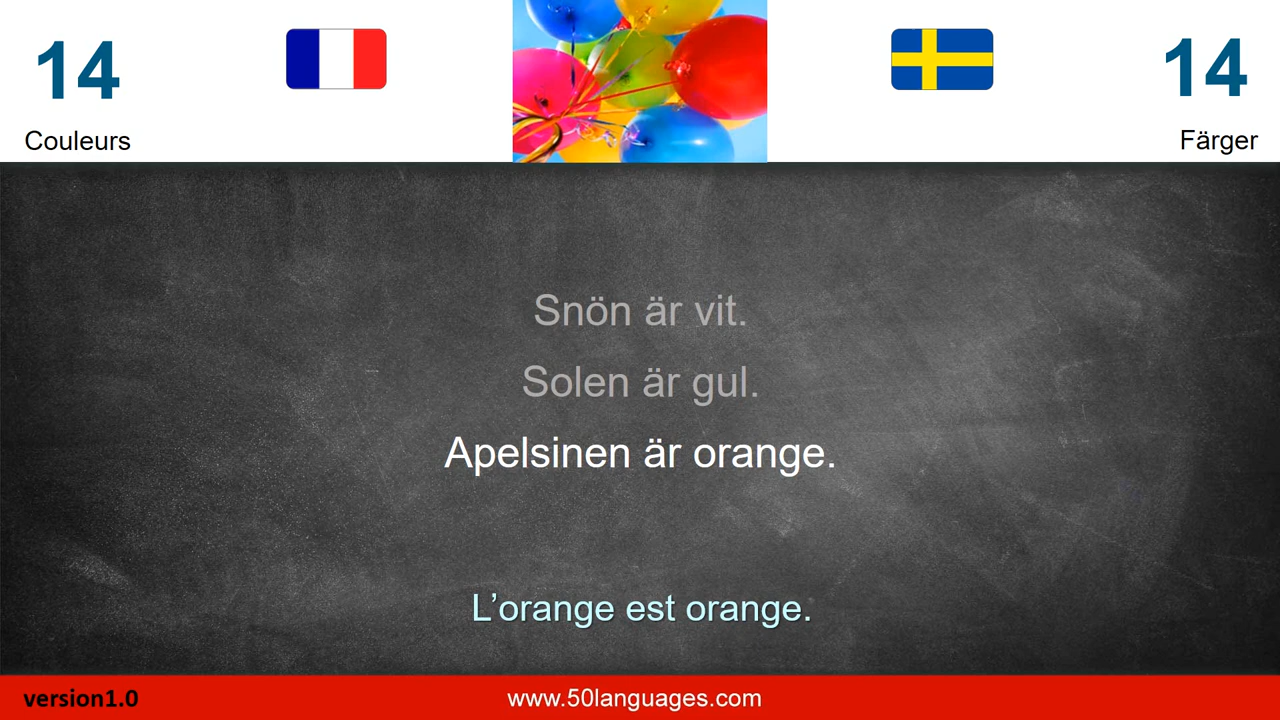 14
14
Couleurs
Färger
Snön är vit.
Solen är gul.
Apelsinen är orange.
L’orange est orange.
version1.0
www.50languages.com